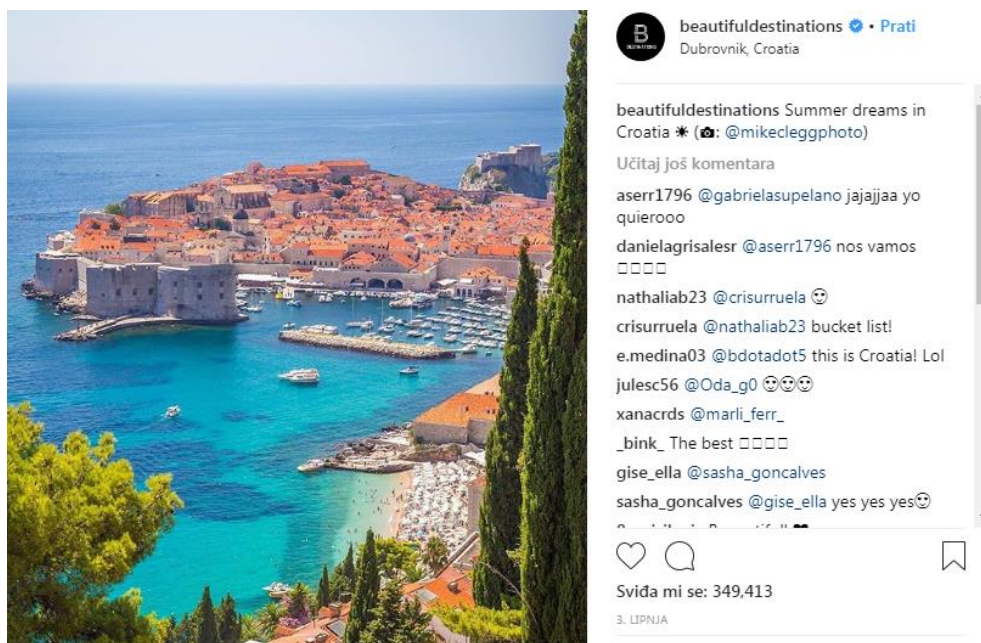 beautifuldestinations • Prati
Dubrovnik, Croatia
B
DESTINATIONS
beautifuldestinations Summer dreams in
Croatia ☀ (📷: @mikecleggphoto)
Učitaj još komentara
aserr1796 @gabrielasupelano jajajjaa yo
quierooo
danielagrisalesr @aserr1796 nos vamos
□□□□
nathaliab23 @crisurruela 😍
crisurruela @nathaliab23 bucket list!
e.medina03 @bdotadot5 this is Croatia! Lol
julesc56 @Oda_g0 😍😍😍
xanacrds @marli_ferr_
_bink_ The best □□□□
gise_ella @sasha_goncalves
sasha_goncalves @gise_ella yes yes yes😍
Sviđa mi se: 349,413
3. LIPNJA